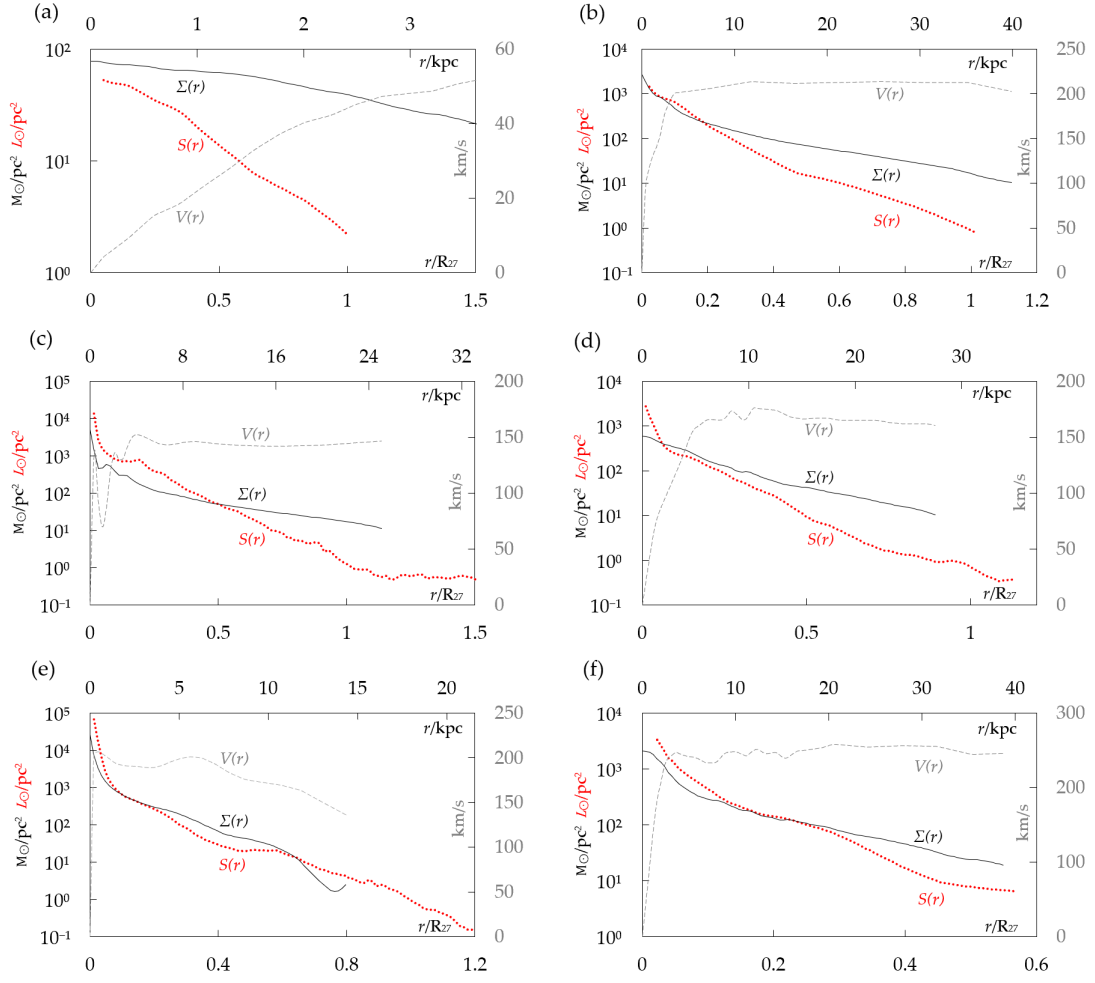 (a)
0 1 2 3
r/kpc
10² 10¹ 10⁰
M⊙/pc² L⊙/pc²
Σ(r)
S(r)
V(r)
60 40 20 0
km/s
r/R₂₇
0 0.5 1 1.5
(b)
0 10 20 30 40
r/kpc
10⁴ 10³ 10² 10¹ 10⁰ 10⁻¹
M⊙/pc² L⊙/pc²
V(r)
Σ(r)
S(r)
250 200 150 100 50 0
km/s
r/R₂₇
0 0.2 0.4 0.6 0.8 1 1.2
(c)
0 8 16 24 32
r/kpc
10⁵ 10⁴ 10³ 10² 10¹ 10⁰ 10⁻¹
M⊙/pc² L⊙/pc²
V(r)
Σ(r)
S(r)
200 150 100 50 0
km/s
r/R₂₇
0 0.5 1 1.5
(d)
0 10 20 30
r/kpc
10⁴ 10³ 10² 10¹ 10⁰ 10⁻¹
M⊙/pc² L⊙/pc²
V(r)
Σ(r)
S(r)
200 150 100 50 0
km/s
r/R₂₇
0 0.5 1
(e)
0 5 10 15 20
r/kpc
10⁵ 10⁴ 10³ 10² 10¹ 10⁰ 10⁻¹
M⊙/pc² L⊙/pc²
V(r)
Σ(r)
S(r)
250 200 150 100 50 0
km/s
r/R₂₇
0 0.4 0.8 1.2
(f)
0 10 20 30 40
r/kpc
10⁴ 10³ 10² 10¹ 10⁰
M⊙/pc² L⊙/pc²
V(r)
Σ(r)
S(r)
300 200 100 0
km/s
r/R₂₇
0 0.2 0.4 0.6